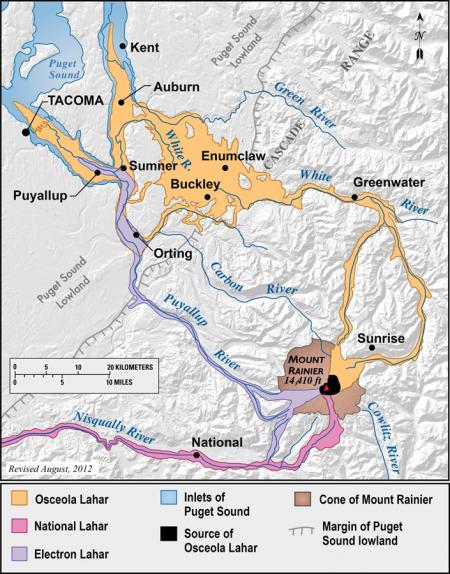 Puget Sound
Lowland
RANGE
CASCADE
N
Kent
Puget
Sound
TACOMA
Auburn
Green River
White R.
Enumclaw
Sumner
Buckley
Puyallup
White
River
Greenwater
Orting
Puget Sound
Lowland
Carbon River
Puyallup
River
Sunrise
MOUNT
RAINIER
14,410 ft
0 5 10 20 KILOMETERS
0 5 10 MILES
Nisqually River
National
Cowlitz River
Revised August, 2012
Osceola Lahar
National Lahar
Electron Lahar
Inlets of
Puget Sound
Source of
Osceola Lahar
Cone of Mount Rainier
Margin of Puget
Sound lowland